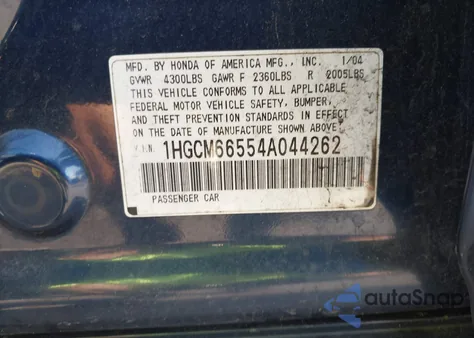 MFD. BY HONDA OF AMERICA MFG., INC. 1/04
GVWR 4300LBS GAWR F 2360LBS R 2005LBS
THIS VEHICLE CONFORMS TO ALL APPLICABLE
FEDERAL MOTOR VEHICLE SAFETY, BUMPER,
AND THEFT PREVENTION STANDARDS IN EFFECT
ON THE DATE OF MANUFACTURE SHOWN ABOVE.
V.I.N. 1HGCM66554A044262
PASSENGER CAR
autaSnap